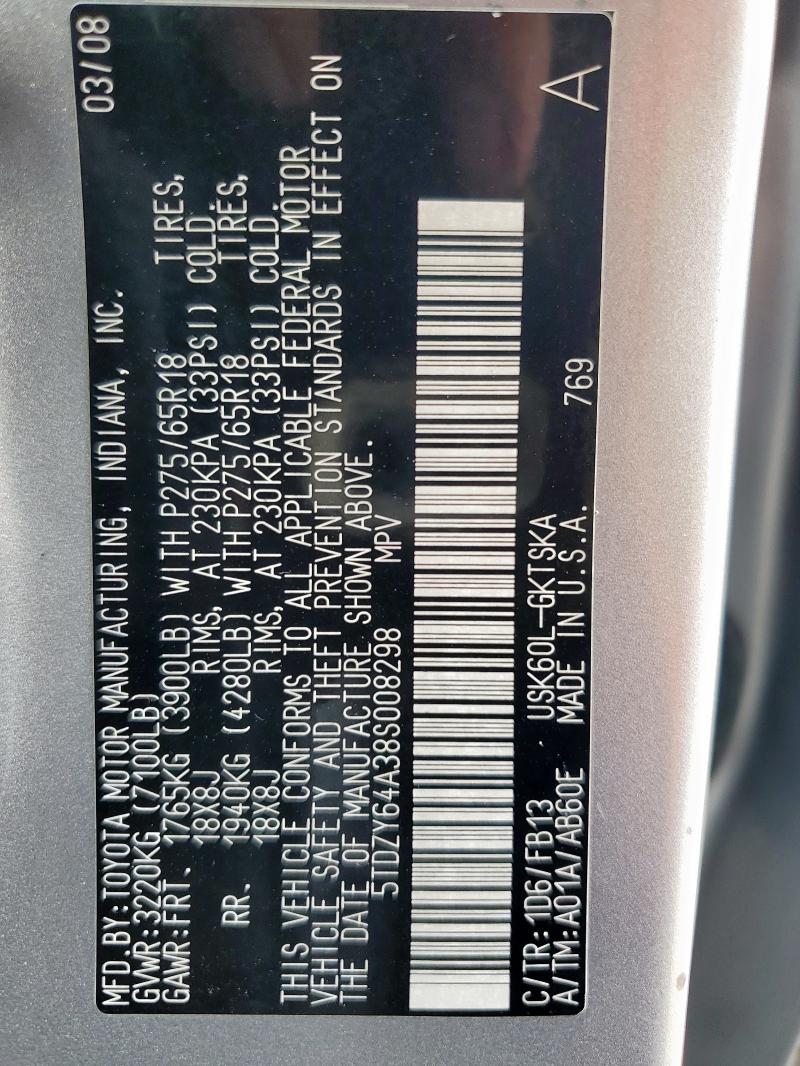 MFD.BY:TOYOTA MOTOR MANUFACTURING, INDIANA, INC. 03/08
GVWR:3220KG (7100LB)
GAWR:FRT. 1765KG (3900LB) WITH P275/65R18 TIRES,
18X8J RIMS, AT 230KPA (33PSI) COLD.
RR. 1940KG (4280LB) WITH P275/65R18 TIRES,
18X8J RIMS, AT 230KPA (33PSI) COLD.
THIS VEHICLE CONFORMS TO ALL APPLICABLE FEDERAL MOTOR
VEHICLE SAFETY AND THEFT PREVENTION STANDARDS IN EFFECT ON
THE DATE OF MANUFACTURE SHOWN ABOVE.
5TDZY64A38S008298 MPV
C/TR:1D6/FB13 USK60L-GKTSKA
A/TM:A01A/AB60E MADE IN U.S.A. 769 A